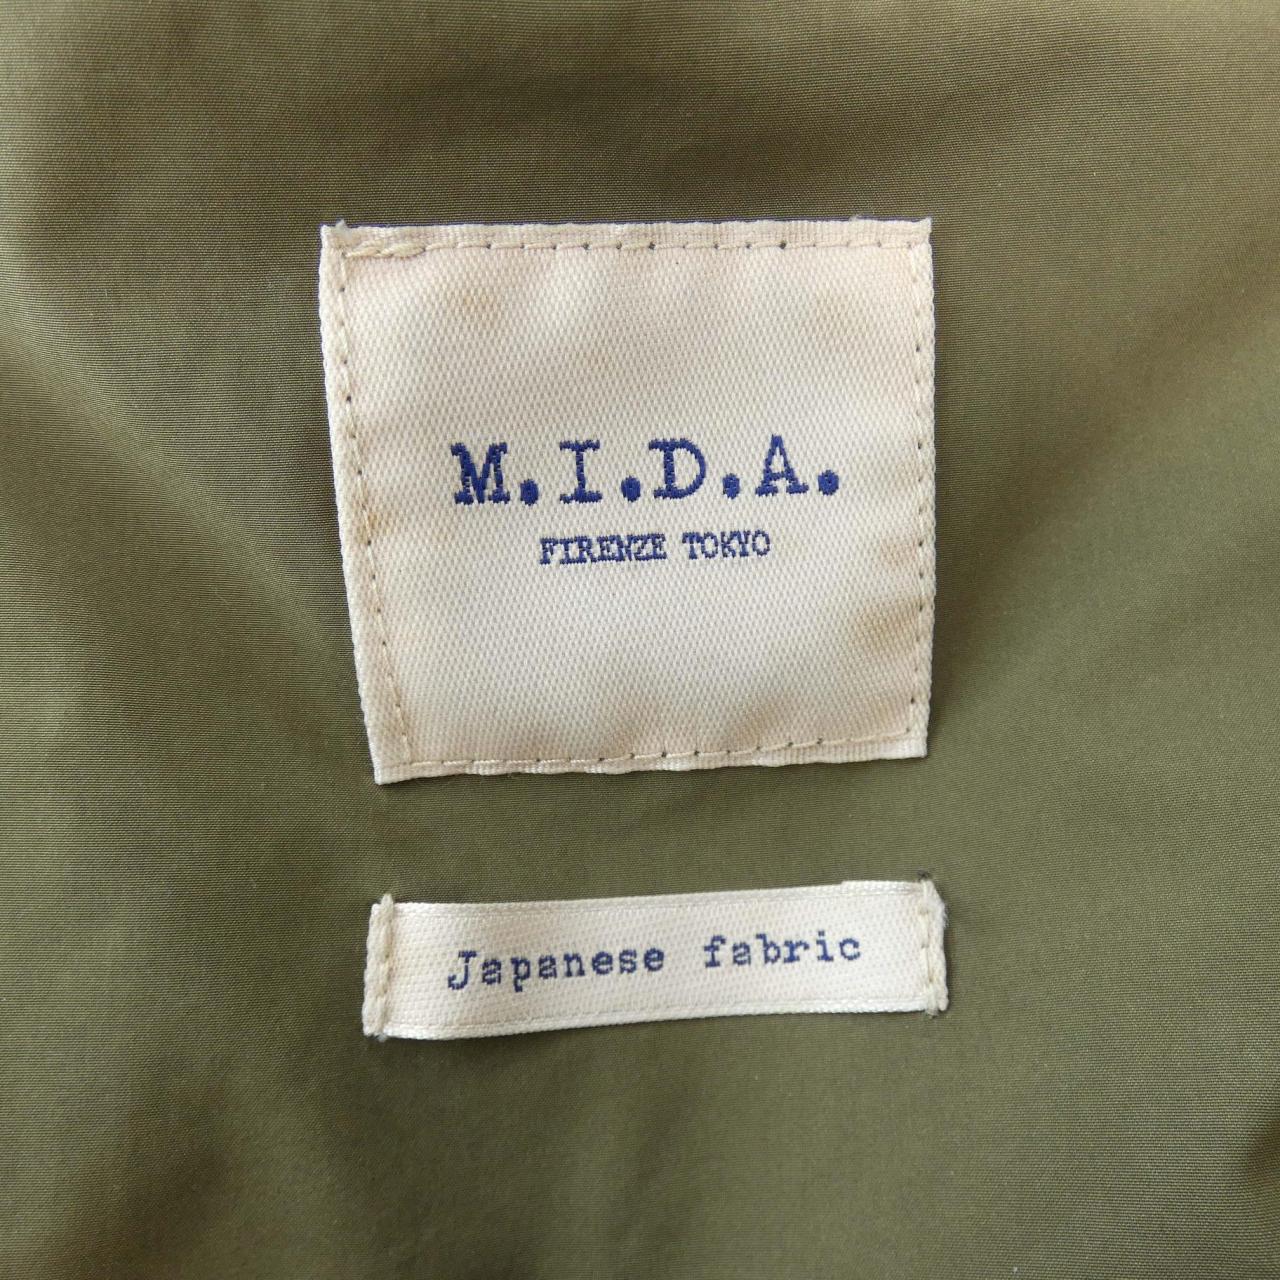 M.I.D.A.
FIRENZE TOKYO
Japanese fabric